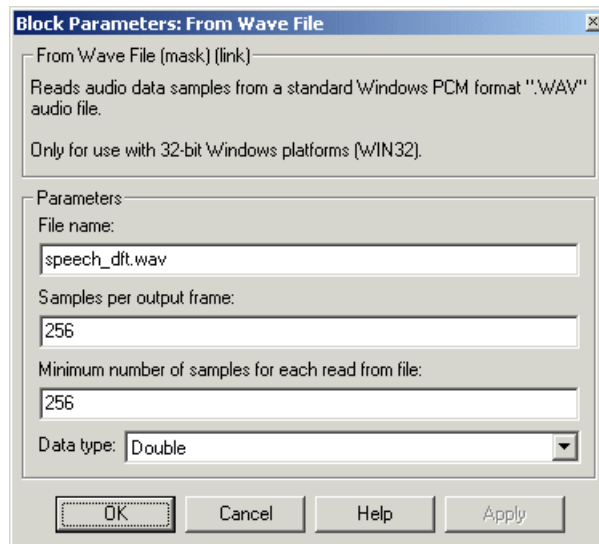 Block Parameters: From Wave File
From Wave File (mask) (link)
Reads audio data samples from a standard Windows PCM format ".WAV"
audio file.
Only for use with 32-bit Windows platforms (WIN32).
Parameters
File name:
speech_dft.wav
Samples per output frame:
256
Minimum number of samples for each read from file:
256
Data type: Double
OK Cancel Help Apply